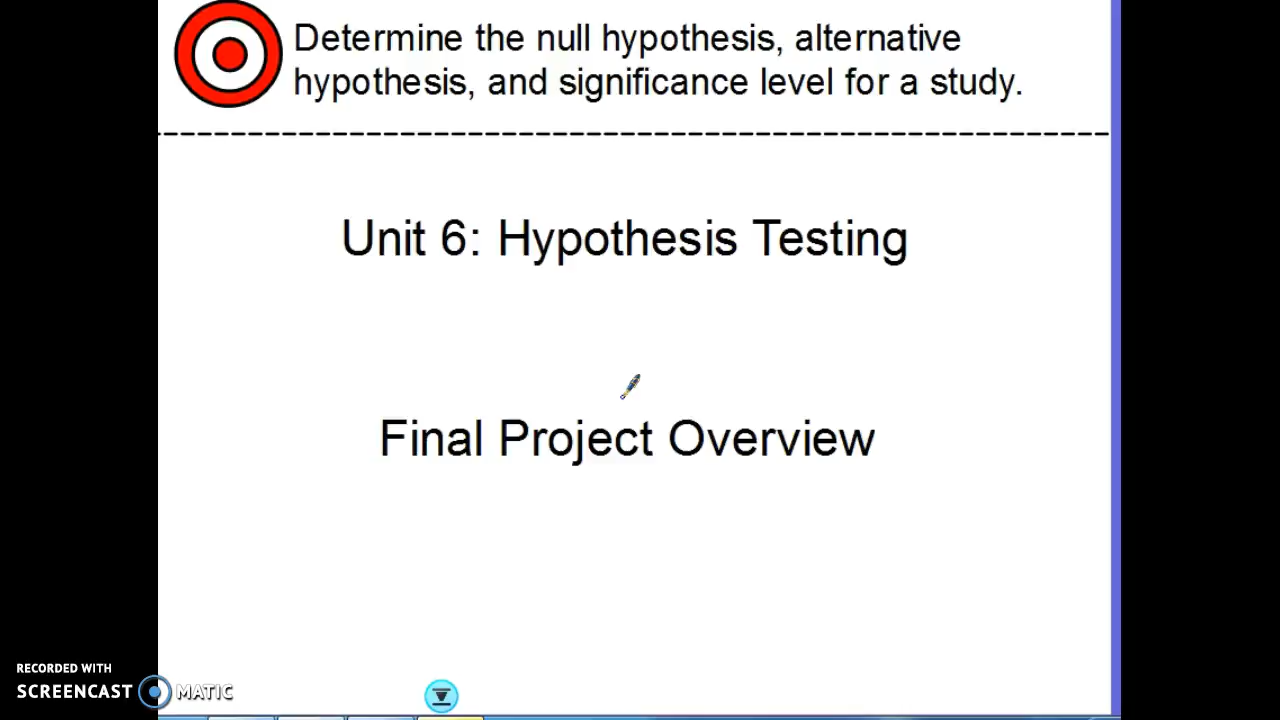 Determine the null hypothesis, alternative
hypothesis, and significance level for a study.
Unit 6: Hypothesis Testing
Final Project Overview
RECORDED WITH
SCREENCAST MATIC